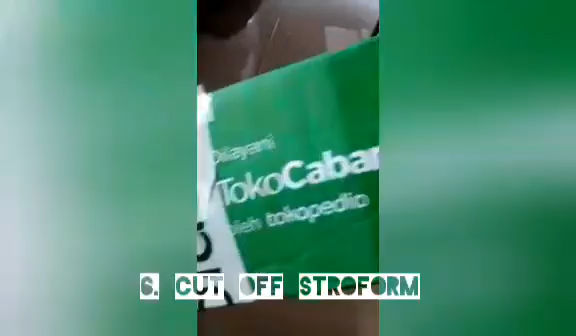 Dilayani
TokoCaban
oleh tokopedia
6. CUT OFF STROFORM